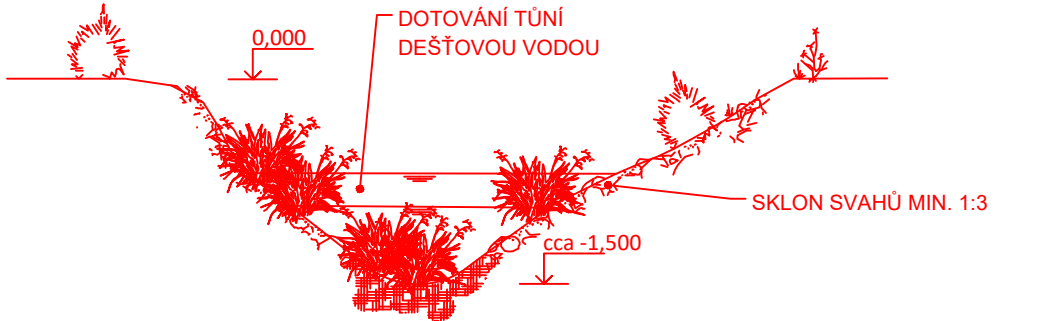 DOTOVÁNÍ TŮNÍ
DEŠŤOVOU VODOU
0,000
SKLON SVAHŮ MIN. 1:3
cca -1,500